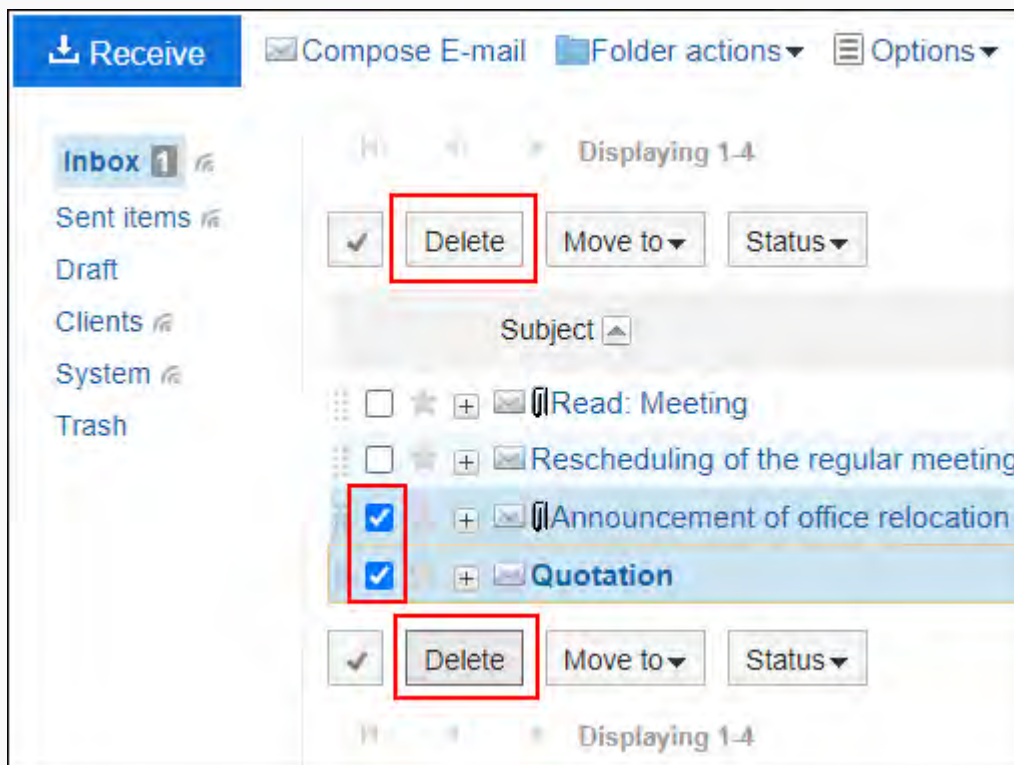 Receive Compose E-mail Folder actions Options
Inbox 1
Displaying 1-4
Sent items
Delete Move to Status
Draft
Clients
Subject
System
Trash
Read: Meeting
Rescheduling of the regular meeting
Announcement of office relocation
Quotation
Delete Move to Status
Displaying 1-4